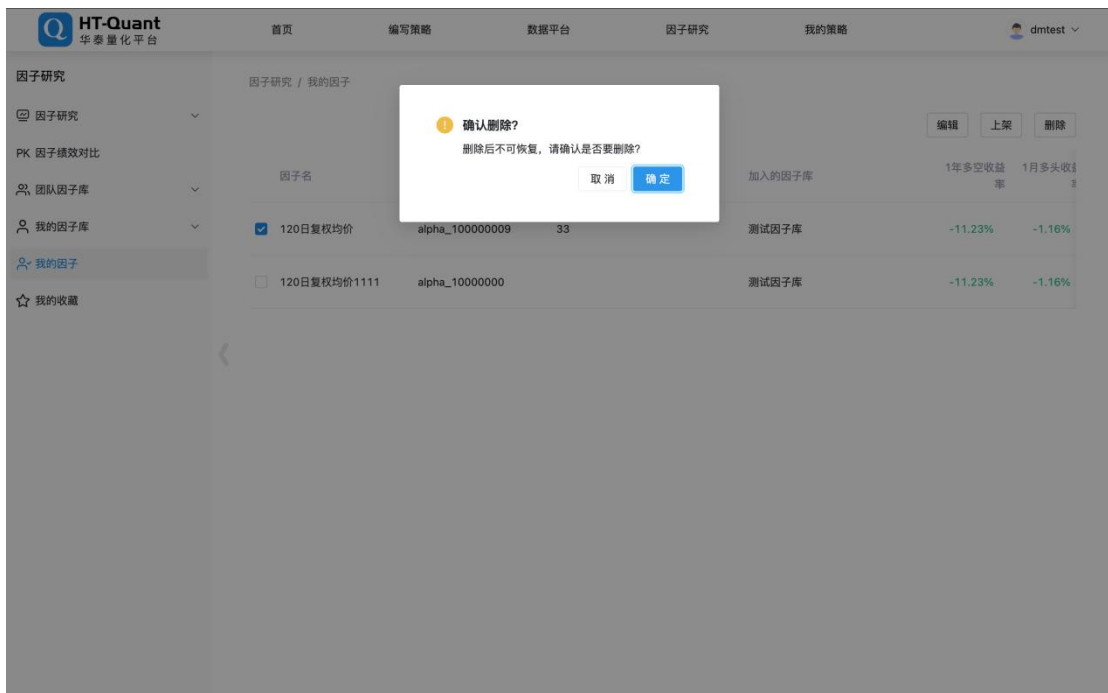 HT-Quant
华泰量化平台
首页
编写策略
数据平台
因子研究
我的策略
dmtest
因子研究
因子研究
PK 因子绩效对比
团队因子库
我的因子库
我的因子
我的收藏
因子研究 / 我的因子
编辑
上架
删除
确认删除?
删除后不可恢复，请确认是否要删除?
取 消
确 定
因子名
加入的因子库
1年多空收益
率
1月多头收益
120日复权均价
alpha_100000009
33
测试因子库
-11.23%
-1.16%
120日复权均价1111
alpha_10000000
测试因子库
-11.23%
-1.16%